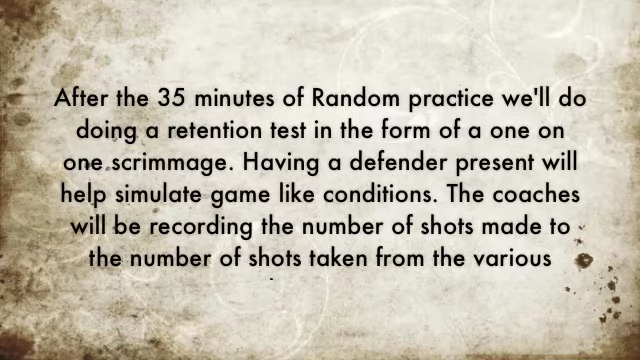 After the 35 minutes of Random practice we'll do
doing a retention test in the form of a one on
one scrimmage. Having a defender present will
help simulate game like conditions. The coaches
will be recording the number of shots made to
the number of shots taken from the various